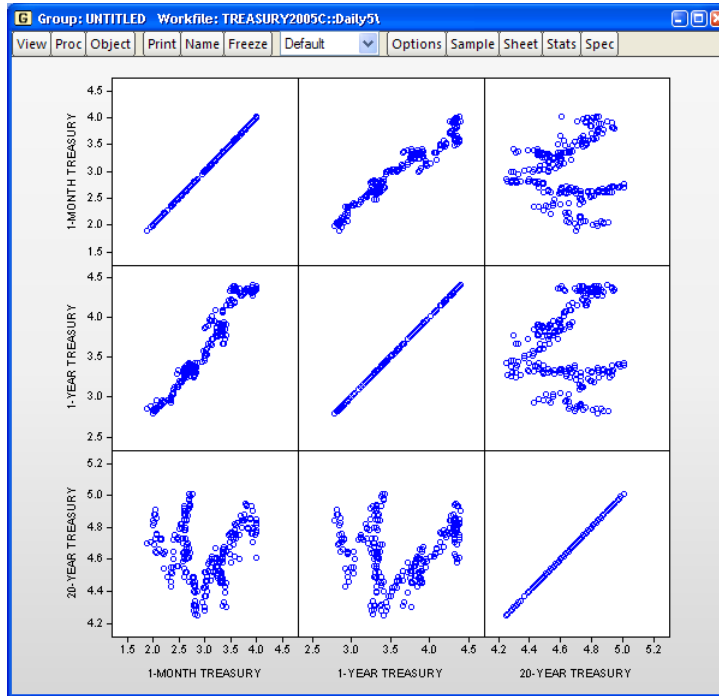 G Group: UNTITLED Workfile: TREASURY2005C::Daily5\
View Proc Object Print Name Freeze Default Options Sample Sheet Stats Spec
4.5
4.0
3.5
3.0
2.5
2.0
1.5
1-MONTH TREASURY
4.5
4.0
3.5
3.0
2.5
1-YEAR TREASURY
5.2
5.0
4.8
4.6
4.4
4.2
20-YEAR TREASURY
1.5 2.0 2.5 3.0 3.5 4.0 4.5 2.5 3.0 3.5 4.0 4.5 4.2 4.4 4.6 4.8 5.0 5.2
1-MONTH TREASURY 1-YEAR TREASURY 20-YEAR TREASURY